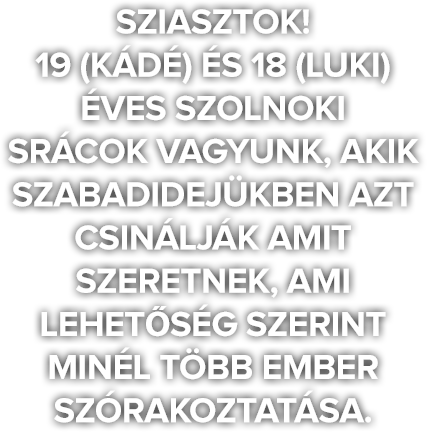 SZIASZTOK!
19 (KÁDÉ) ÉS 18 (LUKI)
ÉVES SZOLNOKI
SRÁCOK VAGYUNK, AKIK
SZABADIDEJÜKBEN AZT
CSINÁLJÁK AMIT
SZERETNEK, AMI
LEHETŐSÉG SZERINT
MINÉL TÖBB EMBER
SZÓRAKOZTATÁSA.